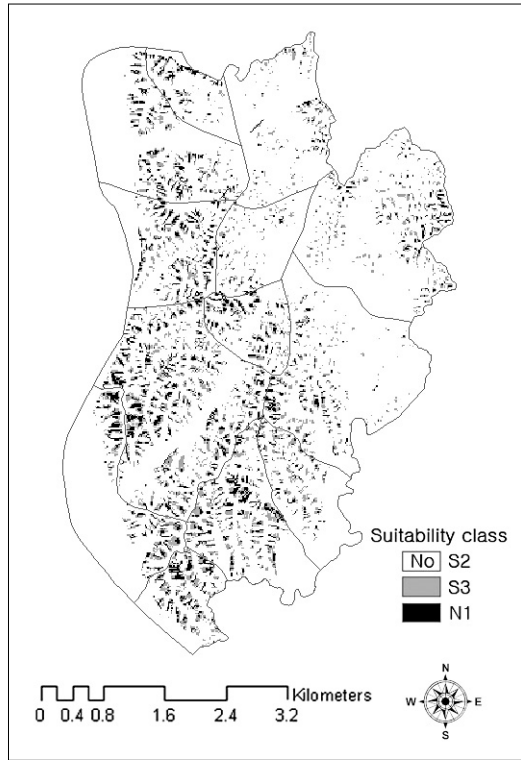 Suitability class
No S2
S3
N1
Kilometers
0 0.4 0.8 1.6 2.4 3.2
N
W E
S